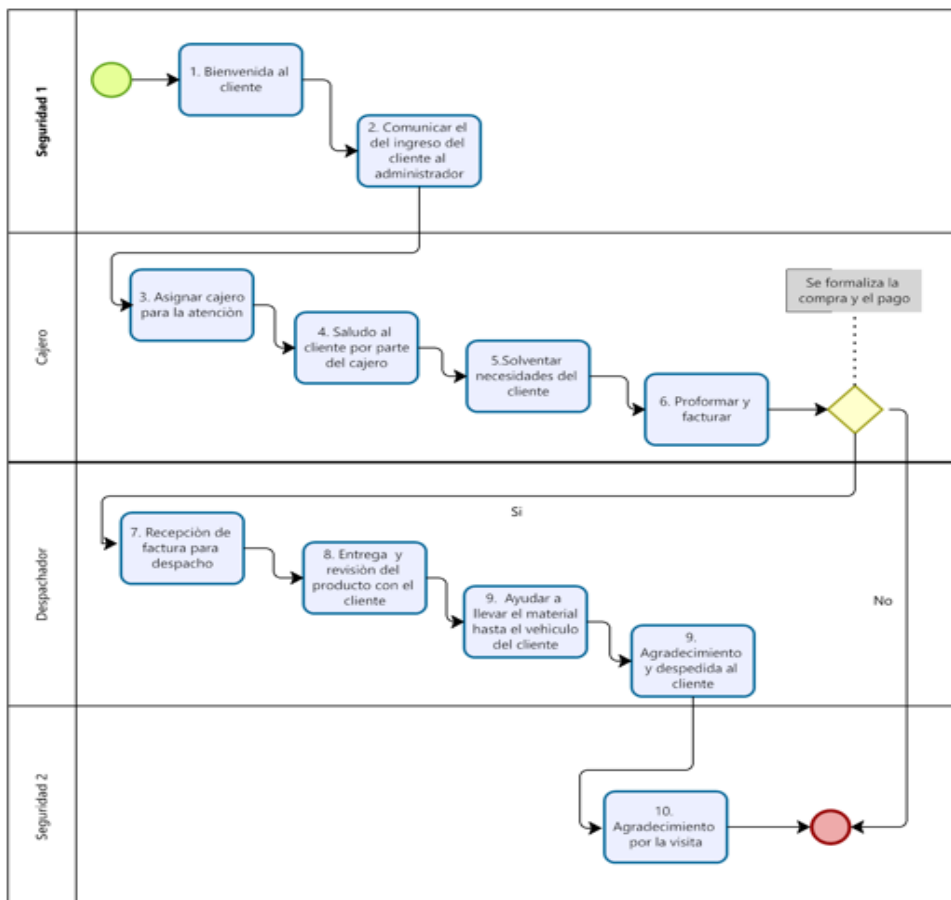 Seguridad 1
1. Bienvenida al
cliente
2. Comunicar el
del ingreso del
cliente al
administrador
Cajero
3. Asignar cajero
para la atenciòn
4. Saludo al
cliente por parte
del cajero
5.Solventar
necesidades del
cliente
6. Proformar y
facturar
Se formaliza la
compra y el pago
Si
No
Despachador
7. Recepciòn de
factura para
despacho
8. Entrega y
revisiòn del
producto con el
cliente
9. Ayudar a
llevar el material
hasta el vehìculo
del cliente
9.
Agradecimiento
y despedida al
cliente
Seguridad 2
10.
Agradecimiento
por la visita